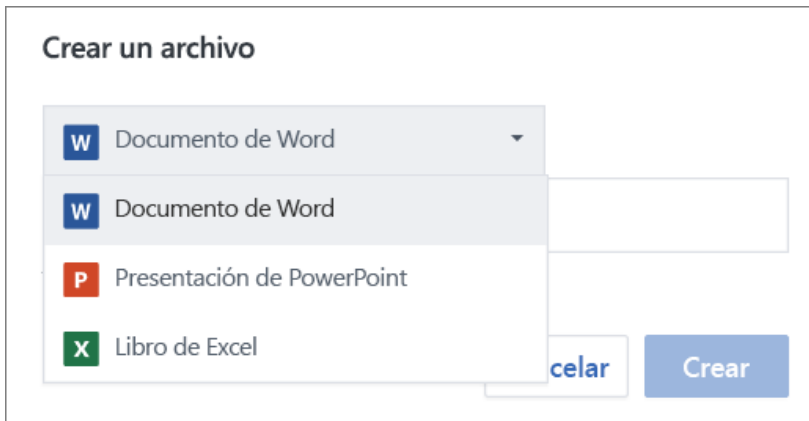 Crear un archivo
W Documento de Word
W Documento de Word
P Presentación de PowerPoint
X Libro de Excel
celar Crear